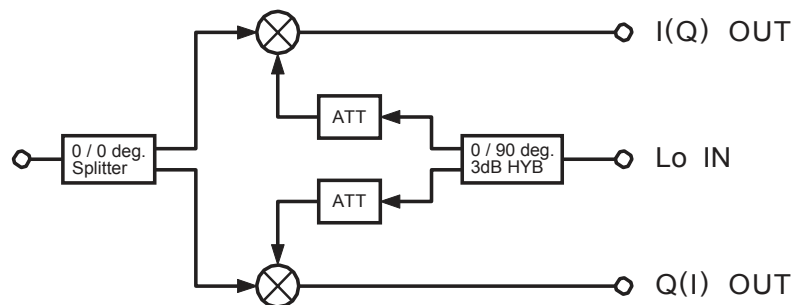 I(Q) OUT
ATT
0 / 0 deg.
Splitter
0 / 90 deg.
3dB HYB
Lo IN
ATT
Q(I) OUT